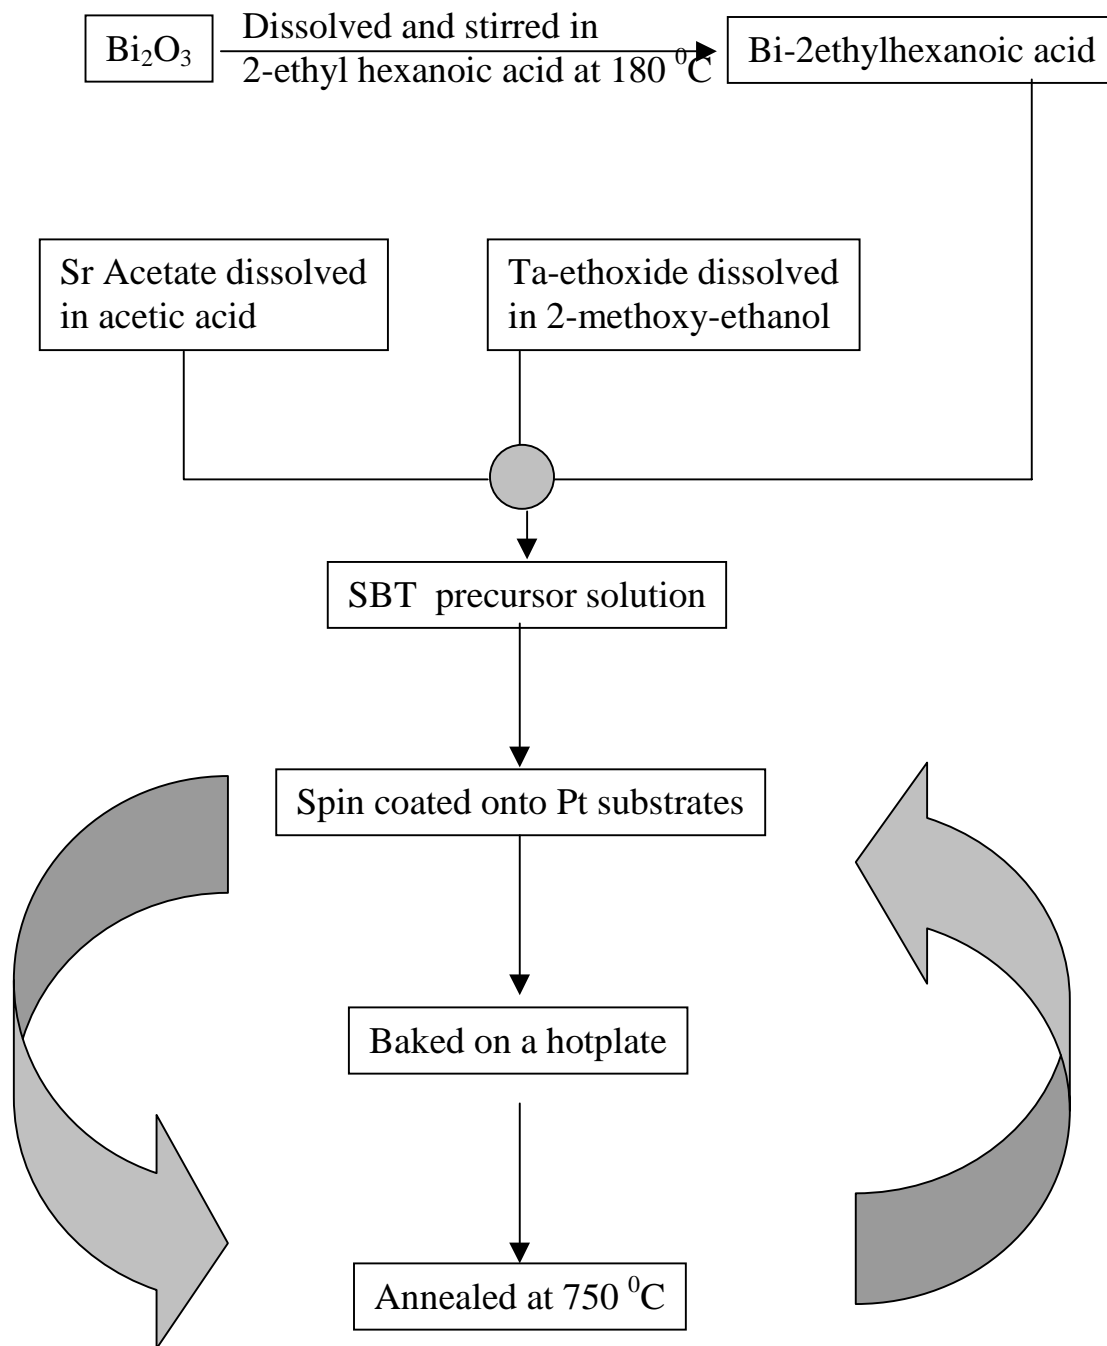 Bi₂O₃
Dissolved and stirred in
2-ethyl hexanoic acid at 180 ⁰C
Bi-2ethylhexanoic acid
Sr Acetate dissolved
in acetic acid
Ta-ethoxide dissolved
in 2-methoxy-ethanol
SBT precursor solution
Spin coated onto Pt substrates
Baked on a hotplate
Annealed at 750 ⁰C